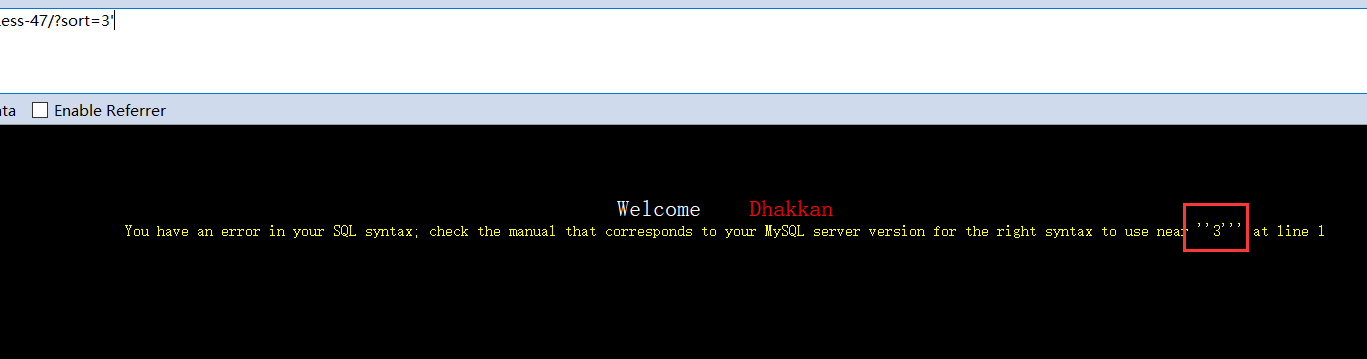 ess-47/?sort=3'
ta Enable Referrer
Welcome Dhakkan
You have an error in your SQL syntax; check the manual that corresponds to your MySQL server version for the right syntax to use near ''3''' at line 1